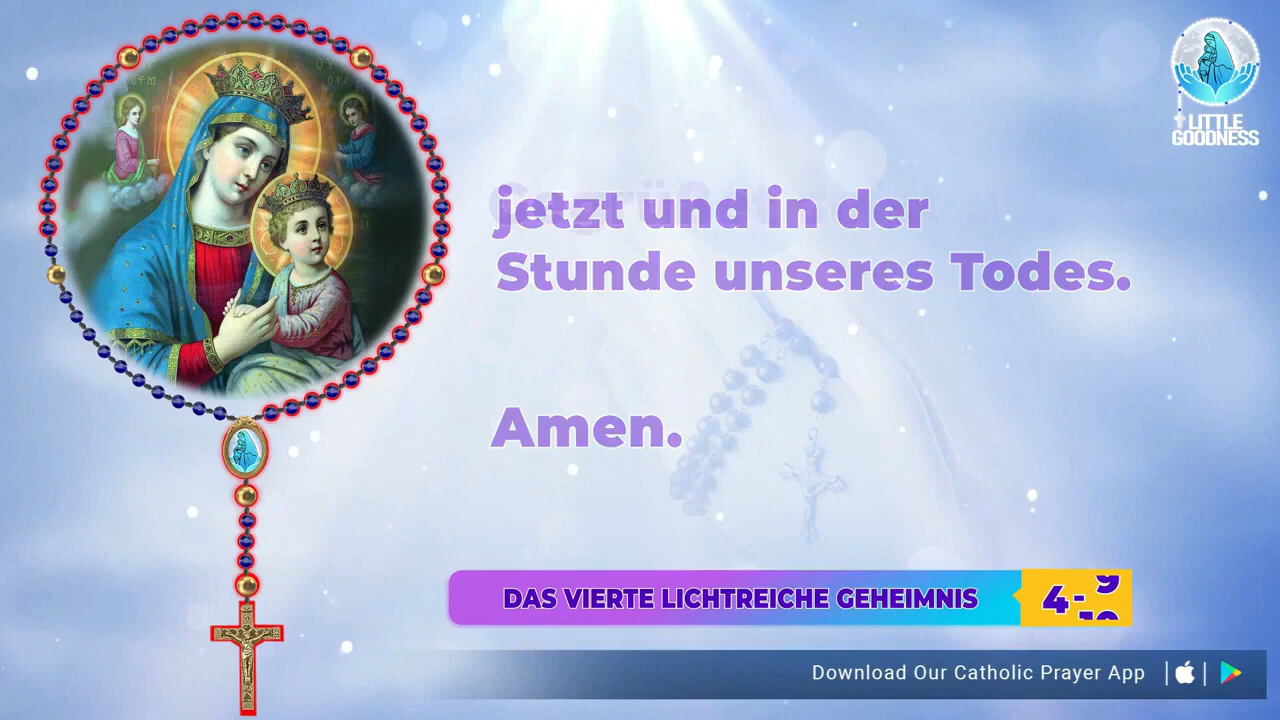 LITTLE
GOODNESS
jetzt und in der
Stunde unseres Todes.
Amen.
DAS VIERTE LICHTREICHE GEHEIMNIS
4-
Download Our Catholic Prayer App